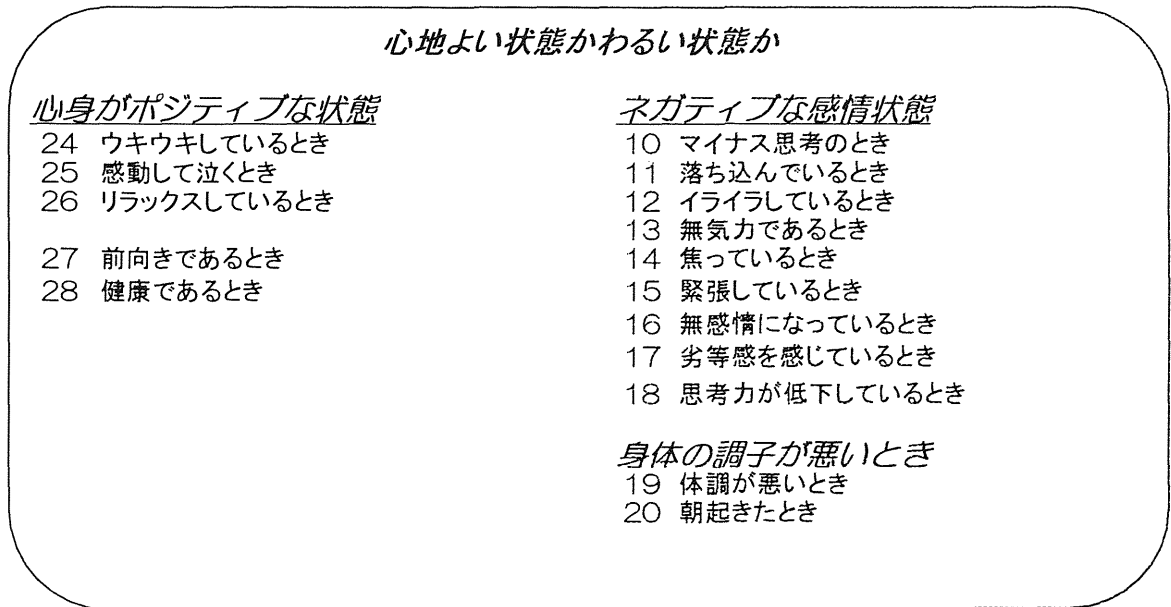 心地よい状態かわるい状態か
心身がポジティブな状態
24 ウキウキしているとき
25 感動して泣くとき
26 リラックスしているとき
27 前向きであるとき
28 健康であるとき
ネガティブな感情状態
10 マイナス思考のとき
11 落ち込んでいるとき
12 イライラしているとき
13 無気力であるとき
14 焦っているとき
15 緊張しているとき
16 無感情になっているとき
17 劣等感を感じているとき
18 思考力が低下しているとき
身体の調子が悪いとき
19 体調が悪いとき
20 朝起きたとき